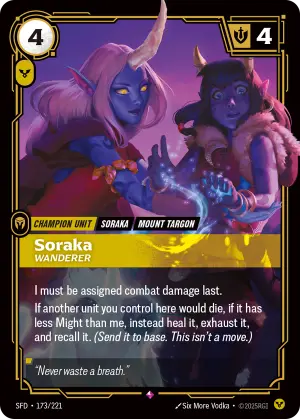 4
4
CHAMPION UNIT
SORAKA
MOUNT TARGON
Soraka
WANDERER
I must be assigned combat damage last.
If another unit you control here would die, if it has
less Might than me, instead heal it, exhaust it,
and recall it. (Send it to base. This isn't a move.)
"Never waste a breath."
SFD • 173/221
Six More Vodka
©2025RGI